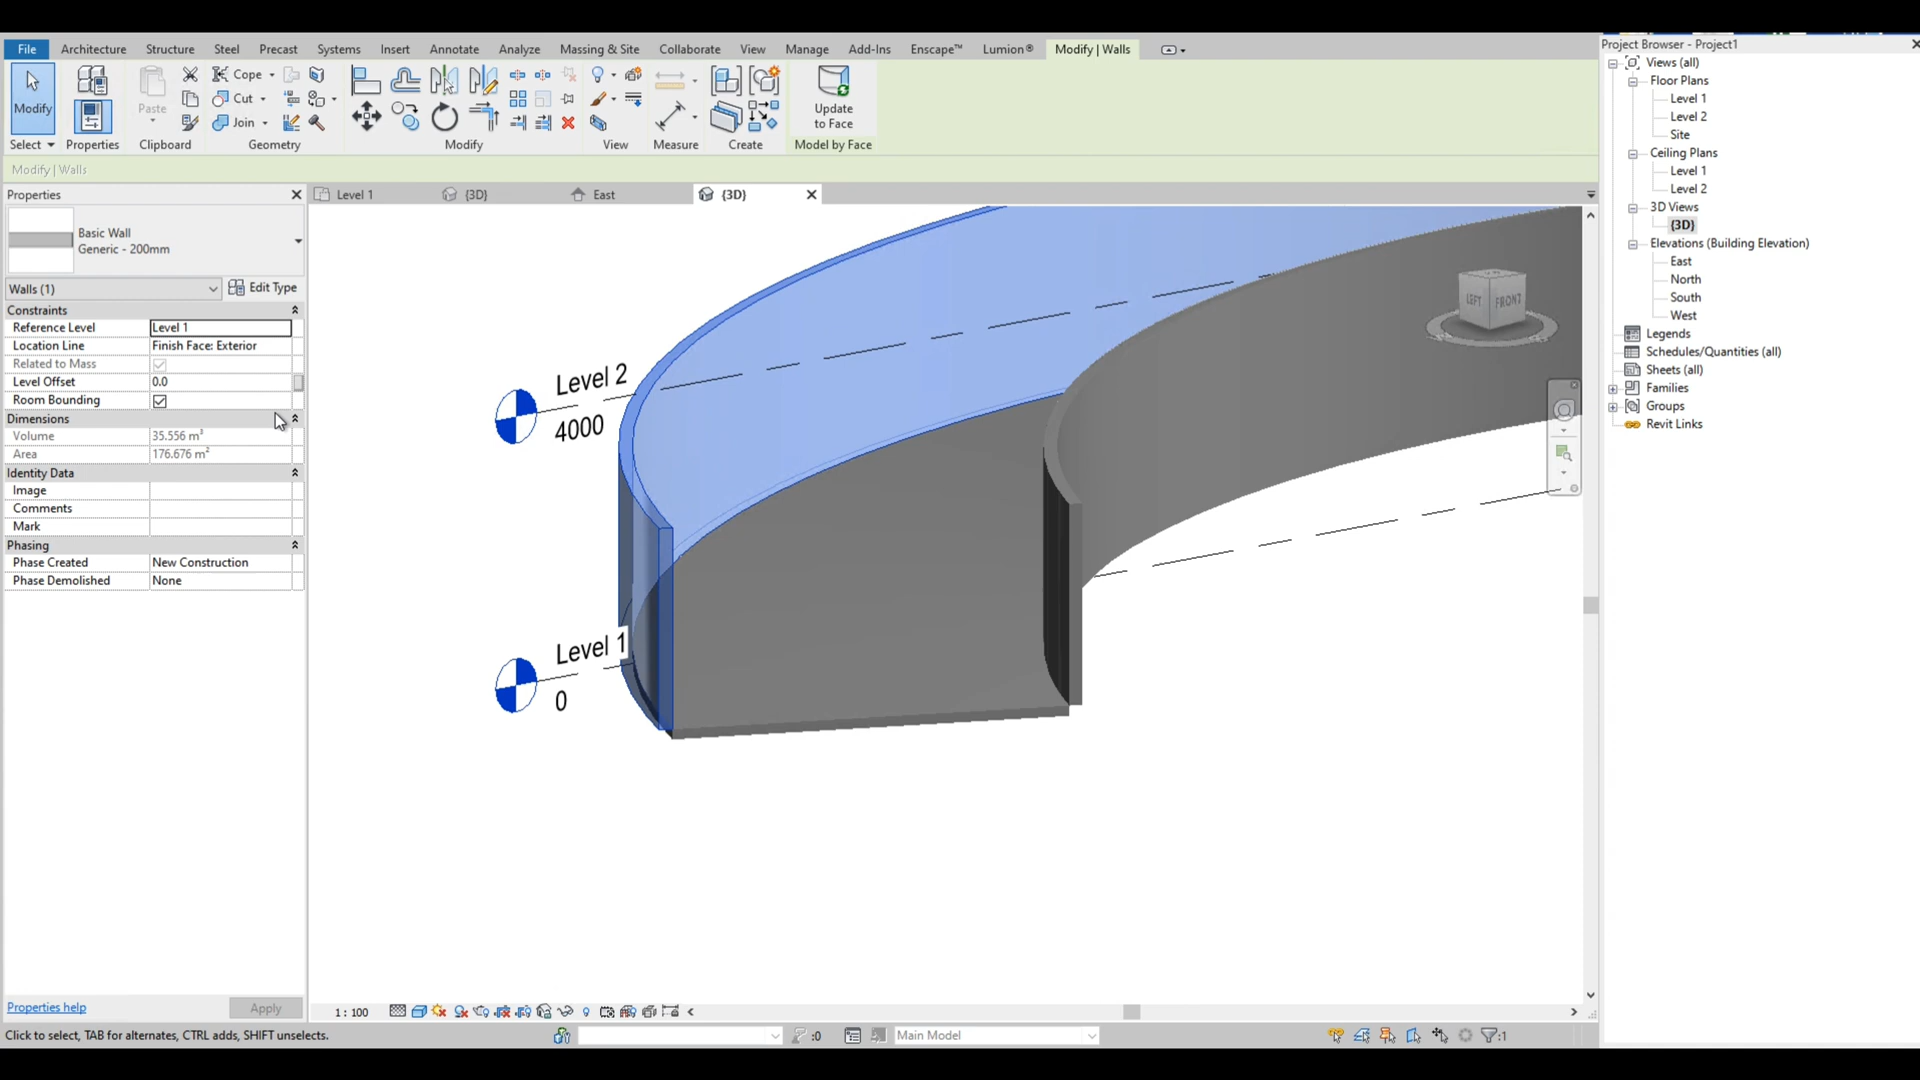 File Architecture Structure Steel Precast Systems Insert Annotate Analyze Massing & Site Collaborate View Manage Add-Ins Enscape™ Lumion® Modify | Walls
Modify
Paste
Cope
Cut
Join
Update
to Face
Select Properties Clipboard Geometry Modify View Measure Create Model by Face
Modify | Walls
Properties
Basic Wall
Generic - 200mm
Walls (1) Edit Type
Constraints
Reference Level Level 1
Location Line Finish Face: Exterior
Related to Mass
Level Offset 0.0
Room Bounding
Dimensions
Volume 35.556 m³
Area 176.676 m²
Identity Data
Image
Comments
Mark
Phasing
Phase Created New Construction
Phase Demolished None
Properties help Apply
Level 1 {3D} East {3D}
Level 2
4000
Level 1
0
LEFT FRONT
1 : 100
Click to select, TAB for alternates, CTRL adds, SHIFT unselects.
:0 Main Model :1
Project Browser - Project1
Views (all)
Floor Plans
Level 1
Level 2
Site
Ceiling Plans
Level 1
Level 2
3D Views
{3D}
Elevations (Building Elevation)
East
North
South
West
Legends
Schedules/Quantities (all)
Sheets (all)
Families
Groups
Revit Links